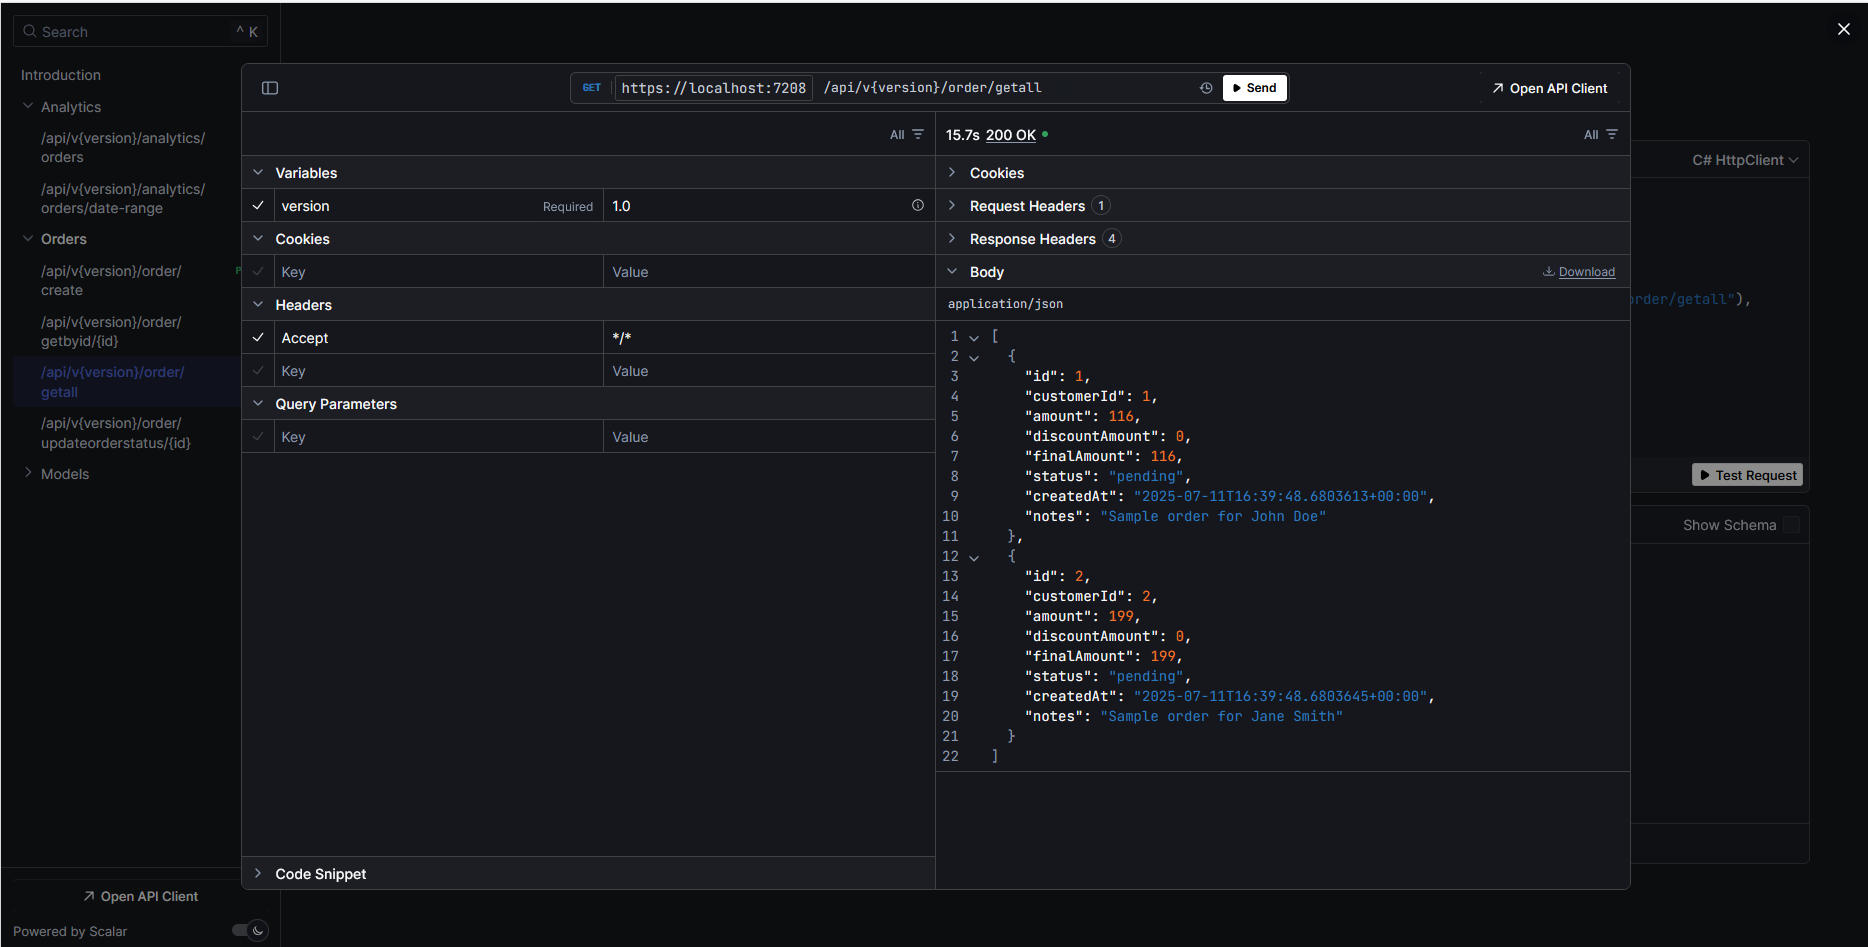 Search
^ K
Introduction
Analytics
/api/v{version}/analytics/
orders
/api/v{version}/analytics/
orders/date-range
Orders
/api/v{version}/order/
create
/api/v{version}/order/
getbyid/{id}
/api/v{version}/order/
getall
/api/v{version}/order/
updateorderstatus/{id}
Models
Open API Client
Powered by Scalar
GET https://localhost:7208 /api/v{version}/order/getall
Send
Open API Client
All
Variables
version Required 1.0
Cookies
Key Value
Headers
Accept */*
Key Value
Query Parameters
Key Value
Code Snippet
15.7s 200 OK
All
Cookies
Request Headers 1
Response Headers 4
Body
Download
application/json
1 [
2 {
3 "id": 1,
4 "customerId": 1,
5 "amount": 116,
6 "discountAmount": 0,
7 "finalAmount": 116,
8 "status": "pending",
9 "createdAt": "2025-07-11T16:39:48.6803613+00:00",
10 "notes": "Sample order for John Doe"
11 },
12 {
13 "id": 2,
14 "customerId": 2,
15 "amount": 199,
16 "discountAmount": 0,
17 "finalAmount": 199,
18 "status": "pending",
19 "createdAt": "2025-07-11T16:39:48.6803645+00:00",
20 "notes": "Sample order for Jane Smith"
21 }
22 ]
C# HttpClient
order/getall"),
Test Request
Show Schema